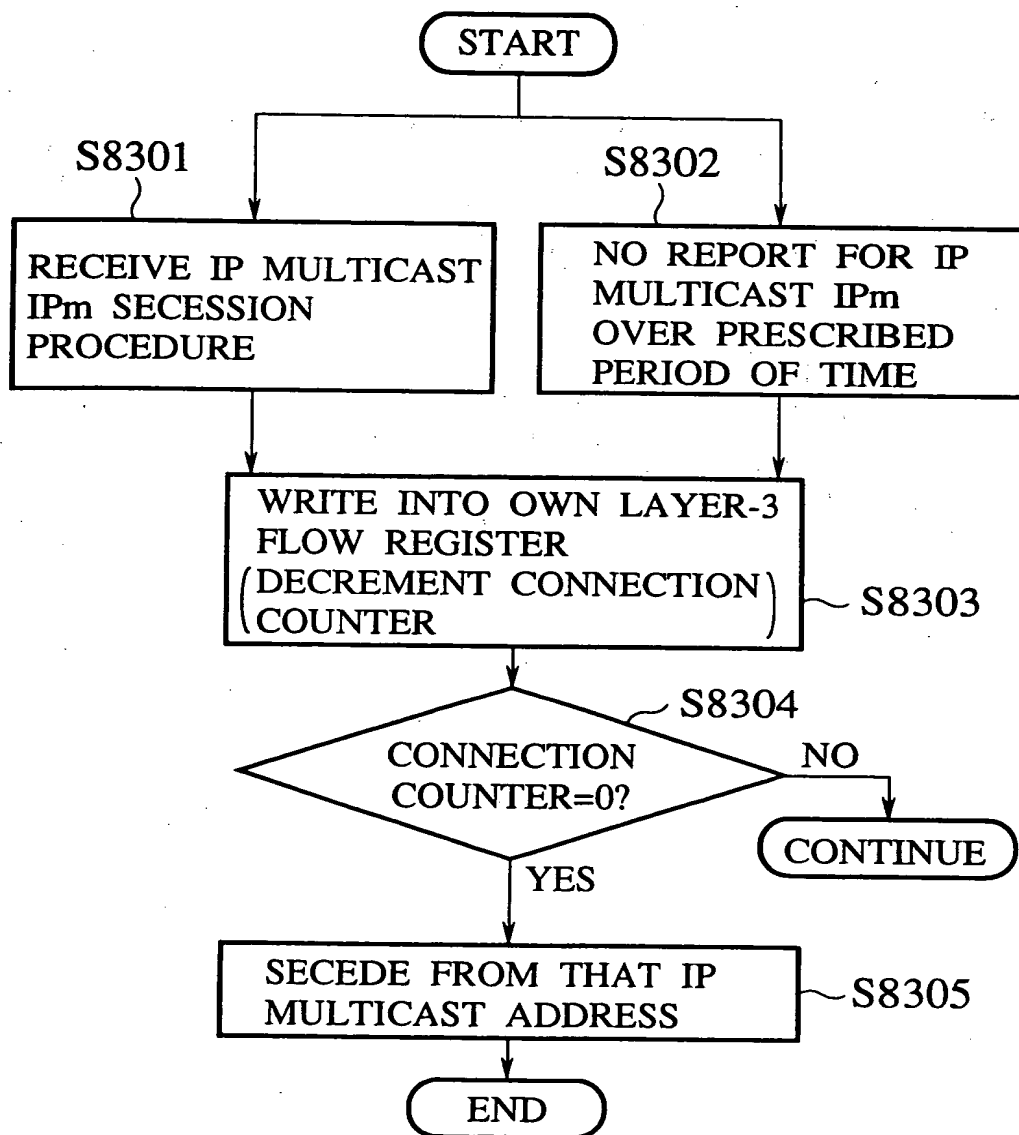 START
S8301
S8302
RECEIVE IP MULTICAST
IPm SECESSION
PROCEDURE
NO REPORT FOR IP
MULTICAST IPm
OVER PRESCRIBED
PERIOD OF TIME
WRITE INTO OWN LAYER-3
FLOW REGISTER
(DECREMENT CONNECTION
COUNTER)
S8303
S8304
CONNECTION
COUNTER=0?
NO
CONTINUE
YES
SECEDE FROM THAT IP
MULTICAST ADDRESS
S8305
END